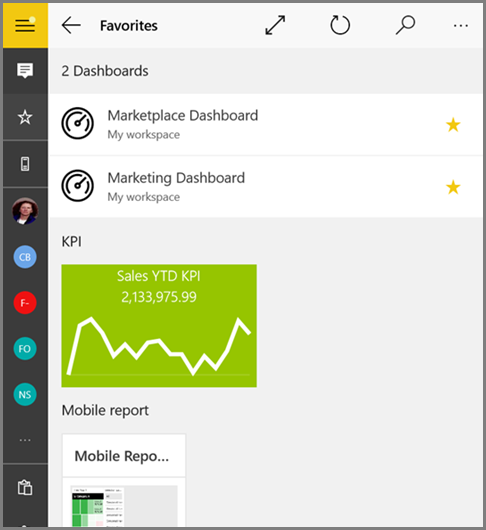 Favorites
2 Dashboards
Marketplace Dashboard
My workspace
Marketing Dashboard
My workspace
KPI
Sales YTD KPI
2,133,975.99
Mobile report
Mobile Repo...
CB
F-
FO
NS